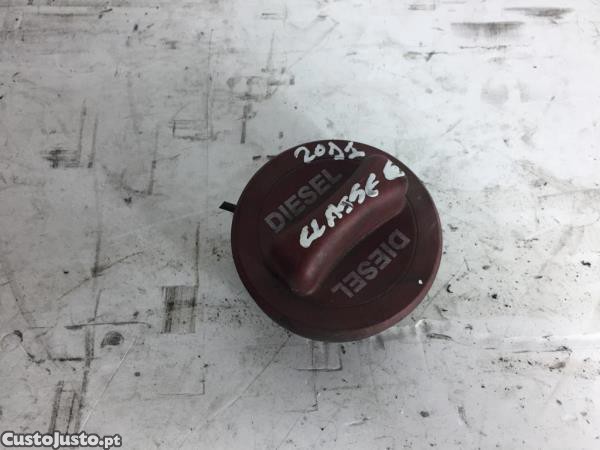 2011
DIESEL
CLASSE E
DIESEL
CustoJusto.pt